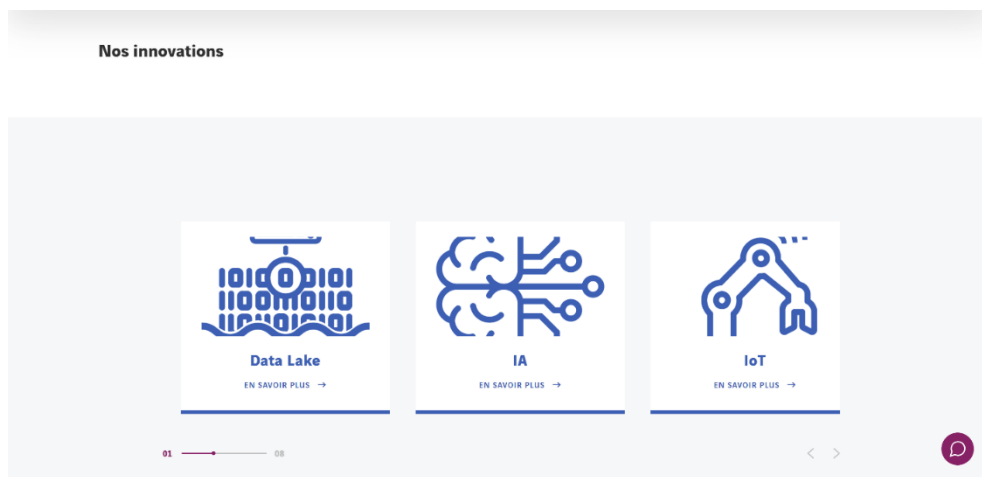 Nos innovations
Data Lake
EN SAVOIR PLUS →
IA
EN SAVOIR PLUS →
IoT
EN SAVOIR PLUS →
01
08